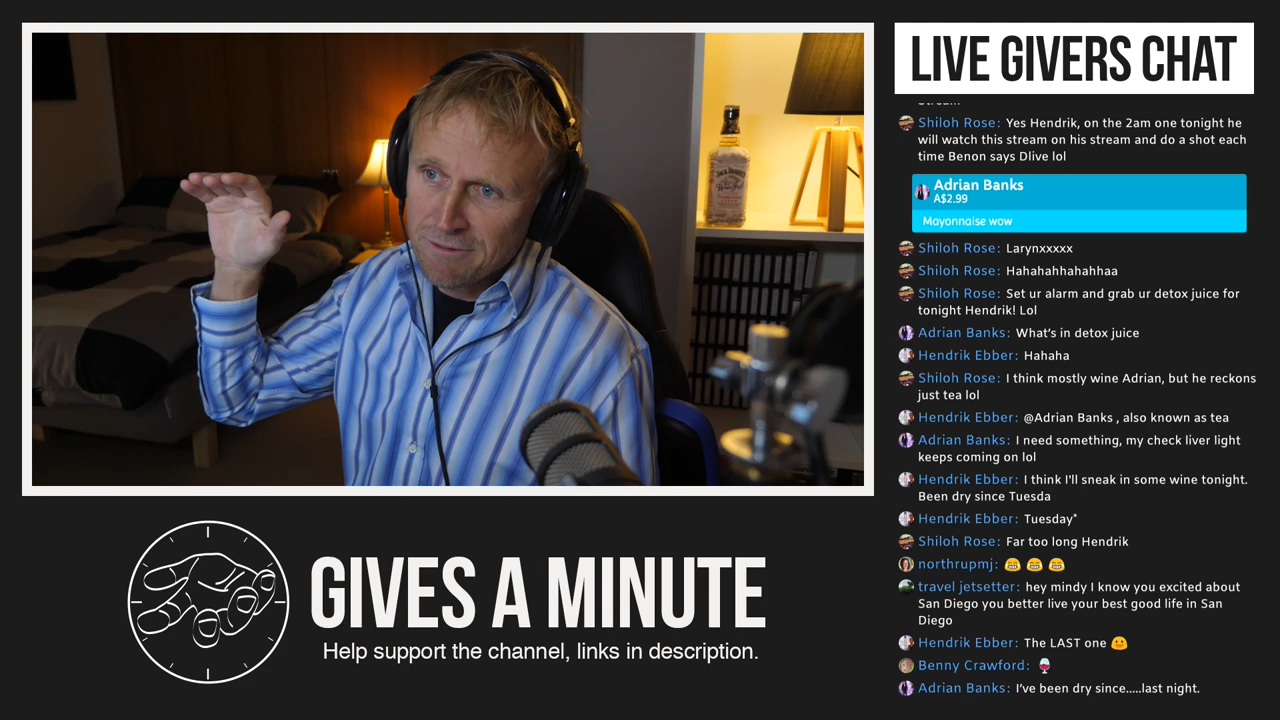 LIVE GIVERS CHAT
Shiloh Rose: Yes Hendrik, on the 2am one tonight he
will watch this stream on his stream and do a shot each
time Benon says Dlive lol
Adrian Banks
A$2.99
Mayonnaise wow
Shiloh Rose: Larynxxxxx
Shiloh Rose: Hahahahhahahhaa
Shiloh Rose: Set ur alarm and grab ur detox juice for
tonight Hendrik! Lol
Adrian Banks: What's in detox juice
Hendrik Ebber: Hahaha
Shiloh Rose: I think mostly wine Adrian, but he reckons
just tea lol
Hendrik Ebber: @Adrian Banks , also known as tea
Adrian Banks: I need something, my check liver light
keeps coming on lol
Hendrik Ebber: I think I'll sneak in some wine tonight.
Been dry since Tuesda
Hendrik Ebber: Tuesday*
Shiloh Rose: Far too long Hendrik
northrupmj: 😁 😁 😁
travel jetsetter: hey mindy I know you excited about
San Diego you better live your best good life in San
Diego
Hendrik Ebber: The LAST one 🙂
Benny Crawford: 🍷
Adrian Banks: I've been dry since.....last night.
JACK DANIEL'S
GIVES A MINUTE
Help support the channel, links in description.